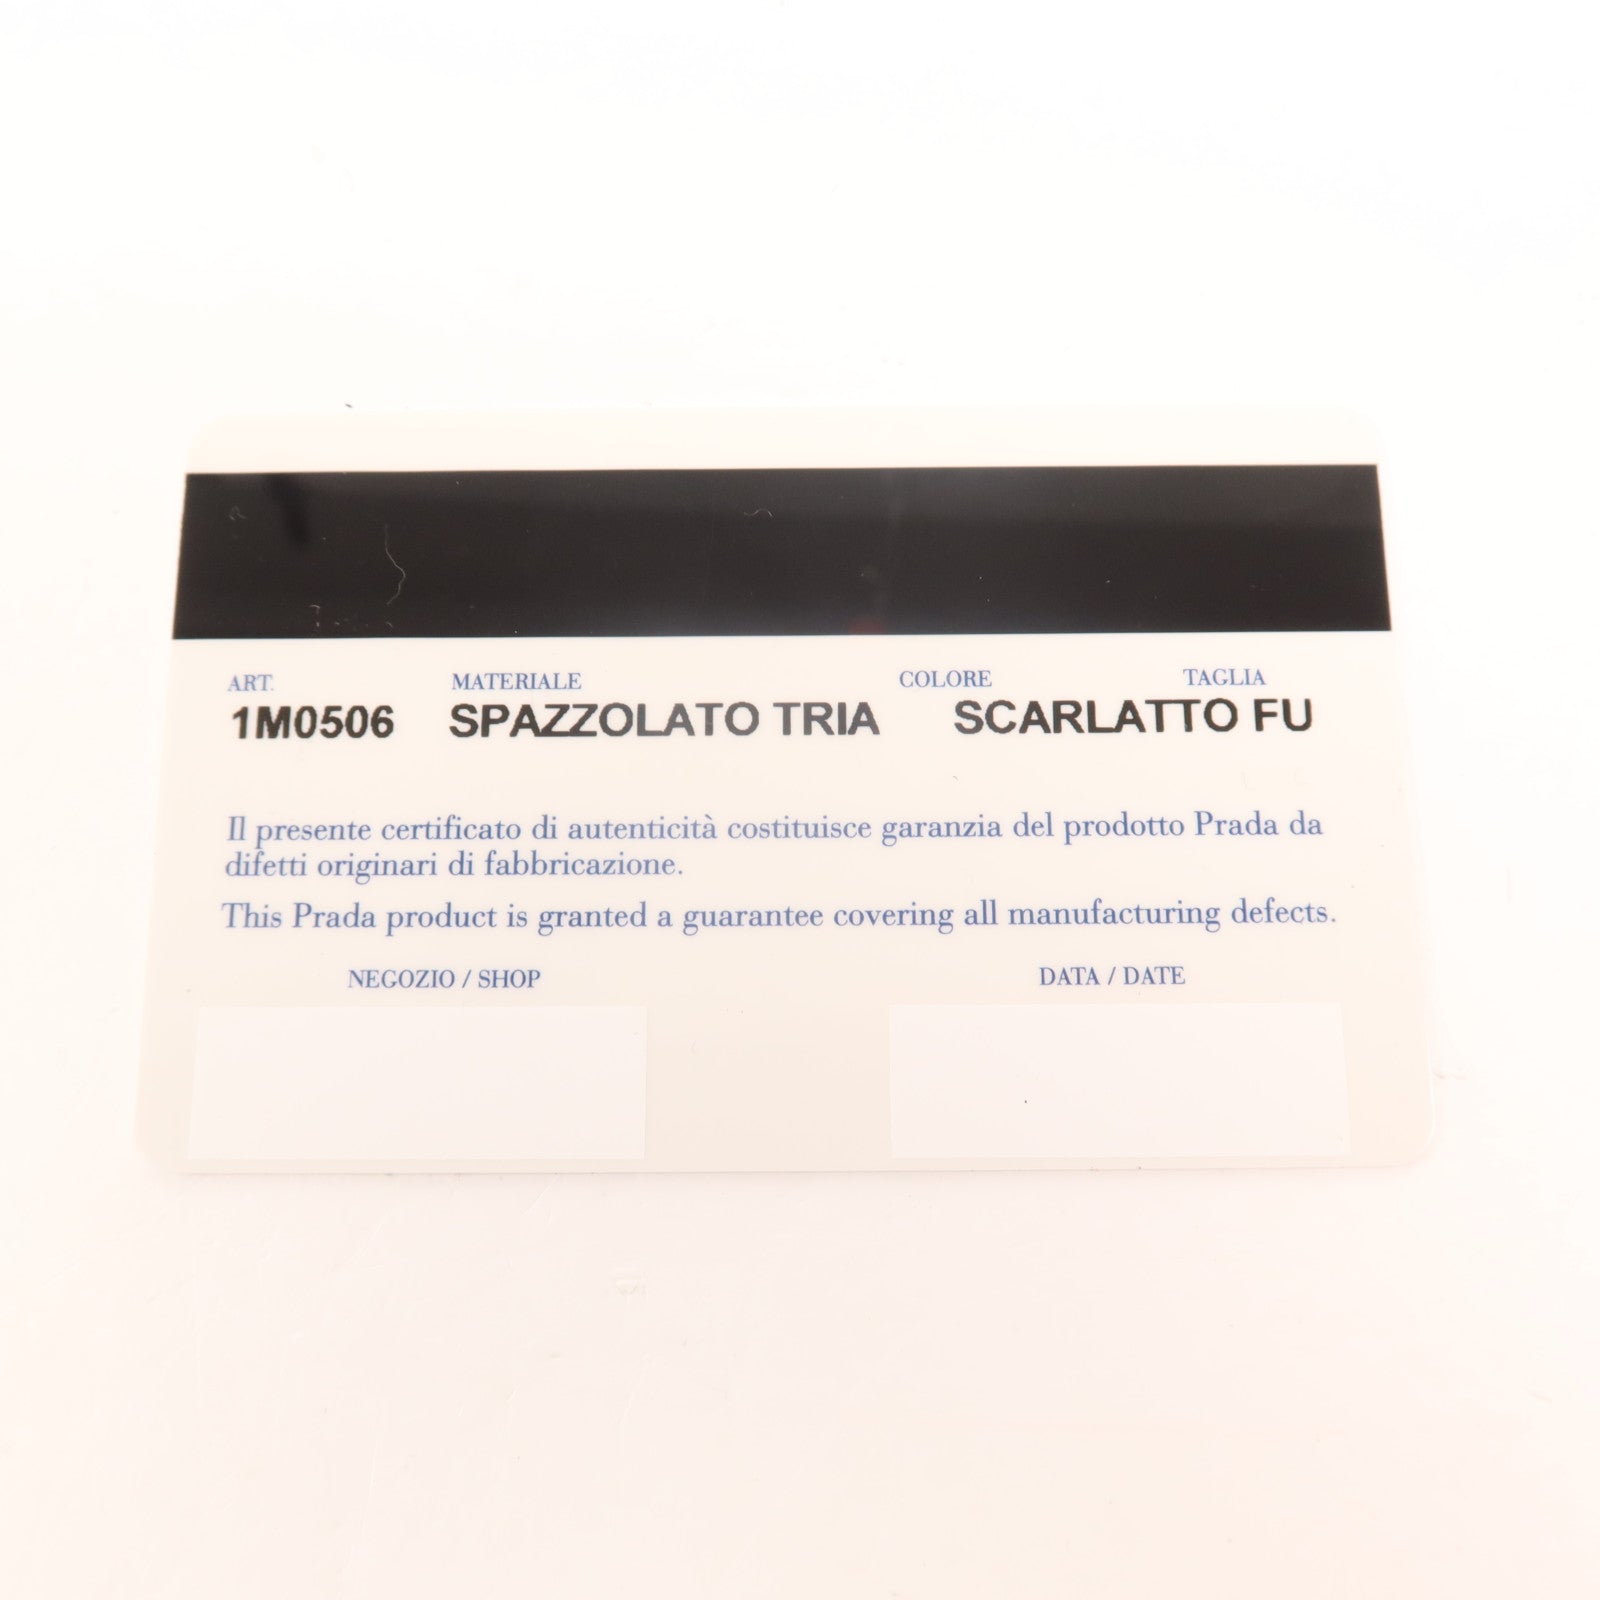 ART. MATERIALE COLORE TAGLIA
1M0506 SPAZZOLATO TRIA SCARLATTO FU
Il presente certificato di autenticità costituisce garanzia del prodotto Prada da
difetti originari di fabbricazione.
This Prada product is granted a guarantee covering all manufacturing defects.
NEGOZIO / SHOP DATA / DATE